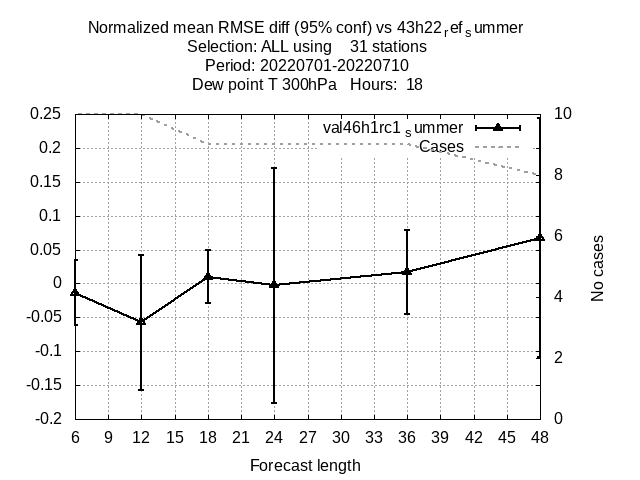 Normalized mean RMSE diff (95% conf) vs 43h22refsummer
Selection: ALL using 31 stations
Period: 20220701-20220710
Dew point T 300hPa Hours: 18
val46h1rc1summer
Cases
0.25
0.2
0.15
0.1
0.05
0
-0.05
-0.1
-0.15
-0.2
10
8
6
4
2
0
No cases
6 9 12 15 18 21 24 27 30 33 36 39 42 45 48
Forecast length